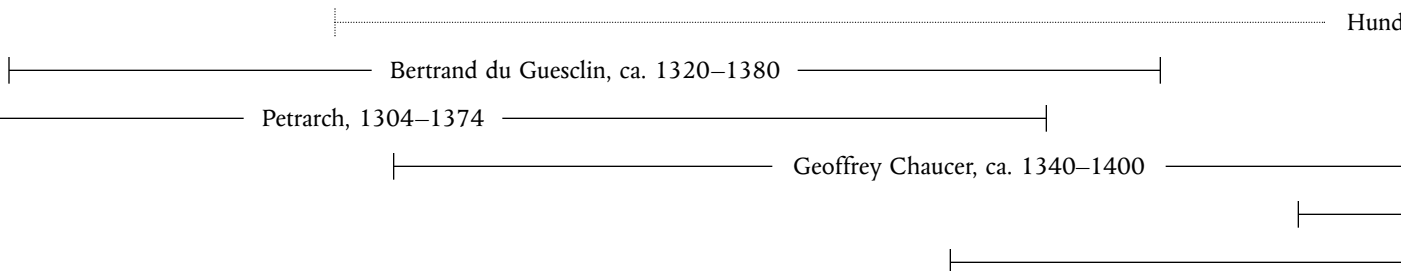 Hund
Bertrand du Guesclin, ca. 1320–1380
Petrarch, 1304–1374
Geoffrey Chaucer, ca. 1340–1400